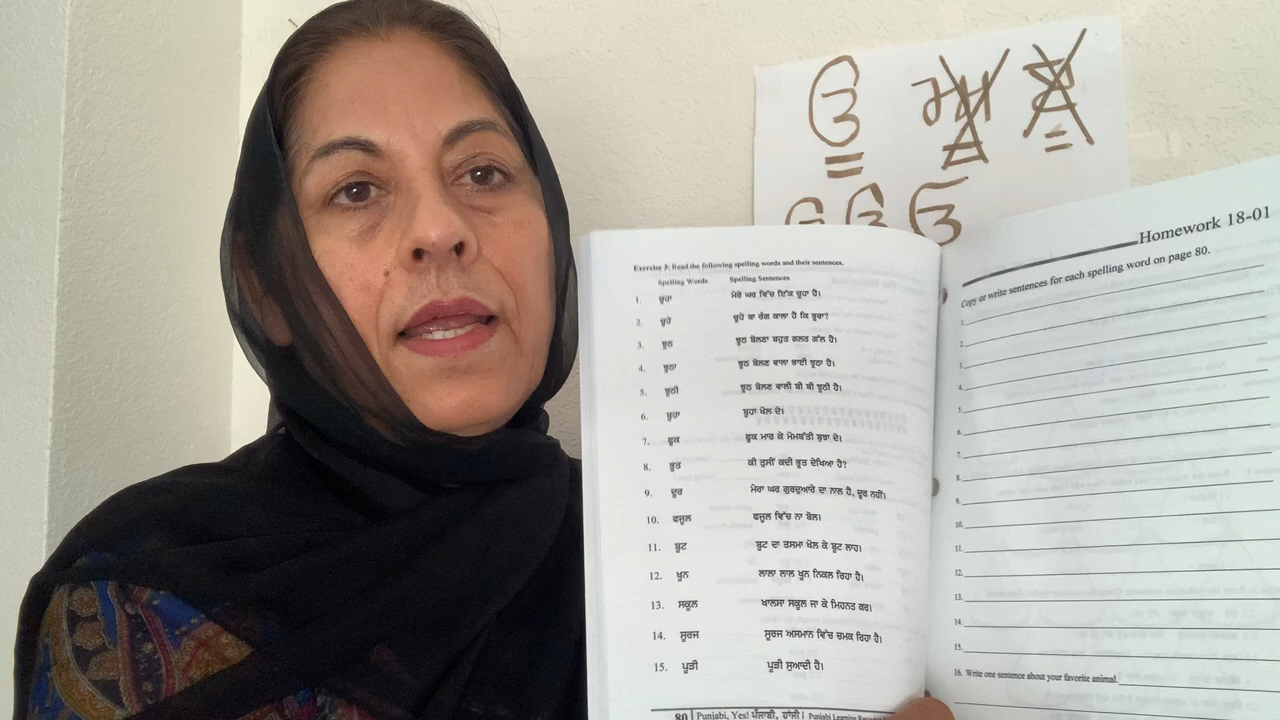 ੳ ਅ ੲ
Exercise 3: Read the following spelling words and their sentences.
Spelling Words Spelling Sentences
1. ਚੂਹਾ ਮੇਰੇ ਘਰ ਵਿੱਚ ਇੱਕ ਚੂਹਾ ਹੈ।
2. ਚੂਹੇ ਚੂਹੇ ਦਾ ਰੰਗ ਕਾਲਾ ਹੈ ਕਿ ਭੂਰਾ?
3. ਝੂਠ ਝੂਠ ਬੋਲਣਾ ਬਹੁਤ ਗਲਤ ਗੱਲ ਹੈ।
4. ਝੂਠਾ ਝੂਠ ਬੋਲਣ ਵਾਲਾ ਭਾਈ ਝੂਠਾ ਹੈ।
5. ਝੂਠੀ ਝੂਠ ਬੋਲਣ ਵਾਲੀ ਬੀ ਬੀ ਝੂਠੀ ਹੈ।
6. ਬੂਹਾ ਬੂਹਾ ਖੋਲ ਦੇ।
7. ਫੂਕ ਫੂਕ ਮਾਰ ਕੇ ਮੋਮਬੱਤੀ ਬੁਝਾ ਦੇ।
8. ਭੂਤ ਕੀ ਤੁਸੀਂ ਕਦੀ ਭੂਤ ਦੇਖਿਆ ਹੈ?
9. ਦੂਰ ਮੇਰਾ ਘਰ ਗੁਰਦੁਆਰੇ ਦਾ ਨਾਲ ਹੈ, ਦੂਰ ਨਹੀਂ।
10. ਫਜੂਲ ਫਜੂਲ ਵਿੱਚ ਨਾ ਬੋਲ।
11. ਬੂਟ ਬੂਟ ਦਾ ਤਸਮਾ ਖੋਲ ਕੇ ਬੂਟ ਲਾਹ।
12. ਖੂਨ ਲਾਲਾ ਲਾਲ ਖੂਨ ਨਿਕਲ ਰਿਹਾ ਹੈ।
13. ਸਕੂਲ ਖਾਲਸਾ ਸਕੂਲ ਜਾ ਕੇ ਮਿਹਨਤ ਕਰ।
14. ਸੂਰਜ ਸੂਰਜ ਅਸਮਾਨ ਵਿੱਚ ਚਮਕ ਰਿਹਾ ਹੈ।
15. ਪੂੜੀ ਪੂੜੀ ਸੁਆਦੀ ਹੈ।
80 Punjabi, Yes! ਪੰਜਾਬੀ, ਹਾਂਜੀ। Punjabi Learning
Homework 18-01
Copy or write sentences for each spelling word on page 80.
1.
2.
3.
4.
5.
6.
7.
8.
9.
10.
11.
12.
13.
14.
15.
16. Write one sentence about your favorite animal.